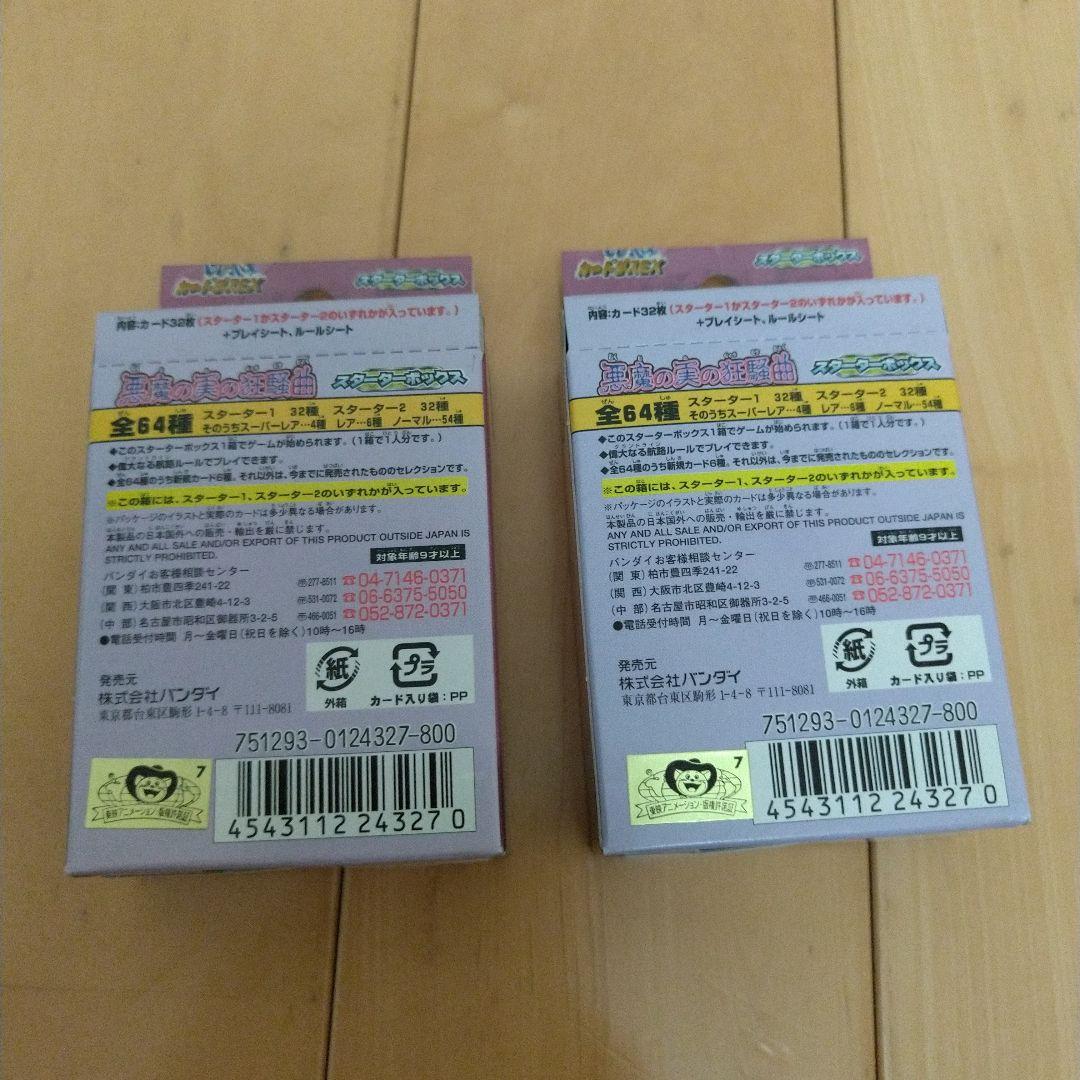 スターターボックス
内容:カード32枚(スターター1かスターター2のいずれかが入っています。)
+プレイシート、ルールシート
悪魔の実の狂騒曲 スターターボックス
全64種 スターター1 32種 スターター2 32種
そのうちスーパーレア…4種 レア…6種 ノーマル…54種
◆このスターターボックス1箱でゲームが始められます。(1箱で1人分です。)
◆偉大なる航路ルールでプレイできます。
◆全64種のうち新規カード6種。それ以外は、今までに発売されたもののセレクションです。
※この箱には、スターター1、スターター2のいずれかが入っています。
※パッケージのイラストと実際のカードは多少異なる場合があります。
本製品の日本国外への販売・輸出を厳に禁じます。
ANY AND ALL SALE AND/OR EXPORT OF THIS PRODUCT OUTSIDE JAPAN IS
STRICTLY PROHIBITED.
対象年齢9才以上
バンダイお客様相談センター
(関 東)柏市豊四季241-22 〒277-8511 ☎04-7146-0371
(関 西)大阪市北区豊崎4-12-3 〒531-0072 ☎06-6375-5050
(中 部)名古屋市昭和区御器所3-2-5 〒466-0051 ☎052-872-0371
●電話受付時間 月〜金曜日(祝日を除く)10時〜16時
発売元
株式会社バンダイ
東京都台東区駒形1-4-8 〒111-8081
紙 プラ
外箱 カード入り袋:PP
751293-0124327-800
7
東映アニメーション・版権許諾証
4543112 243270
スターターボックス
内容:カード32枚(スターター1かスターター2のいずれかが入っています。)
+プレイシート、ルールシート
悪魔の実の狂騒曲 スターターボックス
全64種 スターター1 32種 スターター2 32種
そのうちスーパーレア…4種 レア…6種 ノーマル…54種
◆このスターターボックス1箱でゲームが始められます。(1箱で1人分です。)
◆偉大なる航路ルールでプレイできます。
◆全64種のうち新規カード6種。それ以外は、今までに発売されたもののセレクションです。
※この箱には、スターター1、スターター2のいずれかが入っています。
※パッケージのイラストと実際のカードは多少異なる場合があります。
本製品の日本国外への販売・輸出を厳に禁じます。
ANY AND ALL SALE AND/OR EXPORT OF THIS PRODUCT OUTSIDE JAPAN IS
STRICTLY PROHIBITED.
対象年齢9才以上
バンダイお客様相談センター
(関 東)柏市豊四季241-22 〒277-8511 ☎04-7146-0371
(関 西)大阪市北区豊崎4-12-3 〒531-0072 ☎06-6375-5050
(中 部)名古屋市昭和区御器所3-2-5 〒466-0051 ☎052-872-0371
●電話受付時間 月〜金曜日(祝日を除く)10時〜16時
発売元
株式会社バンダイ
東京都台東区駒形1-4-8 〒111-8081
紙 プラ
外箱 カード入り袋:PP
751293-0124327-800
7
東映アニメーション・版権許諾証
4543112 243270